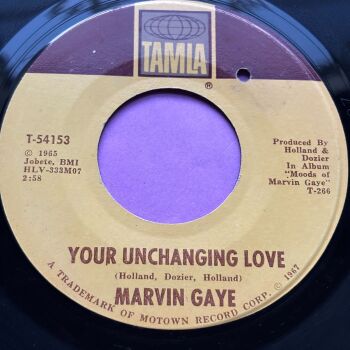 TAMLA
®
T-54153
© 1965
Jobete, BMI
HLV-333M07
2:58
Produced By
Holland &
Dozier
In Album
"Moods of
Marvin Gaye"
T-266
YOUR UNCHANGING LOVE
(Holland, Dozier, Holland)
MARVIN GAYE
A TRADEMARK OF MOTOWN RECORD CORP. © 1967